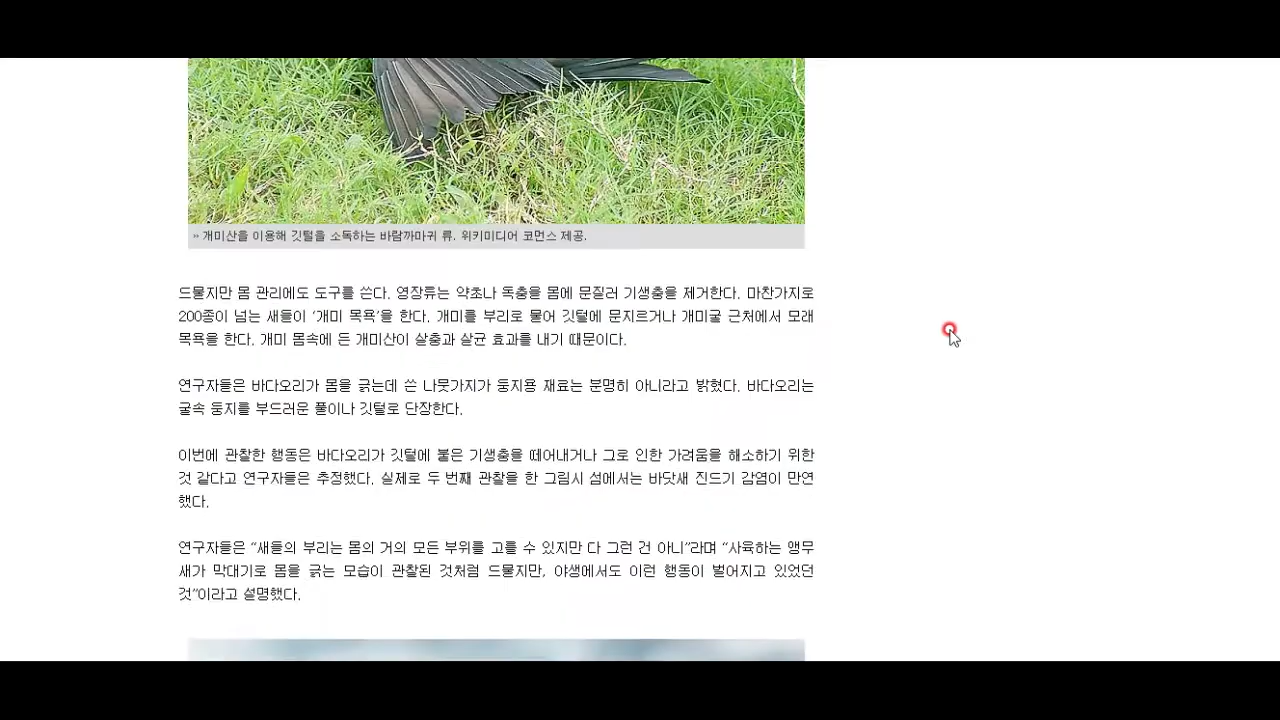 » 개미산을 이용해 깃털을 소독하는 바람까마귀 류. 위키미디어 코먼스 제공.
드물지만 몸 관리에도 도구를 쓴다. 영장류는 약초나 독충을 몸에 문질러 기생충을 제거한다. 마찬가지로
200종이 넘는 새들이 ‘개미 목욕’을 한다. 개미를 부리로 물어 깃털에 문지르거나 개미굴 근처에서 모래
목욕을 한다. 개미 몸속에 든 개미산이 살충과 살균 효과를 내기 때문이다.
연구자들은 바다오리가 몸을 긁는데 쓴 나뭇가지가 둥지용 재료는 분명히 아니라고 밝혔다. 바다오리는
굴속 둥지를 부드러운 풀이나 깃털로 단장한다.
이번에 관찰한 행동은 바다오리가 깃털에 붙은 기생충을 떼어내거나 그로 인한 가려움을 해소하기 위한
것 같다고 연구자들은 추정했다. 실제로 두 번째 관찰을 한 그림시 섬에서는 바닷새 진드기 감염이 만연
했다.
연구자들은 “새들의 부리는 몸의 거의 모든 부위를 고를 수 있지만 다 그런 건 아니”라며 “사육하는 앵무
새가 막대기로 몸을 긁는 모습이 관찰된 것처럼 드물지만, 야생에서도 이런 행동이 벌어지고 있었던
것”이라고 설명했다.